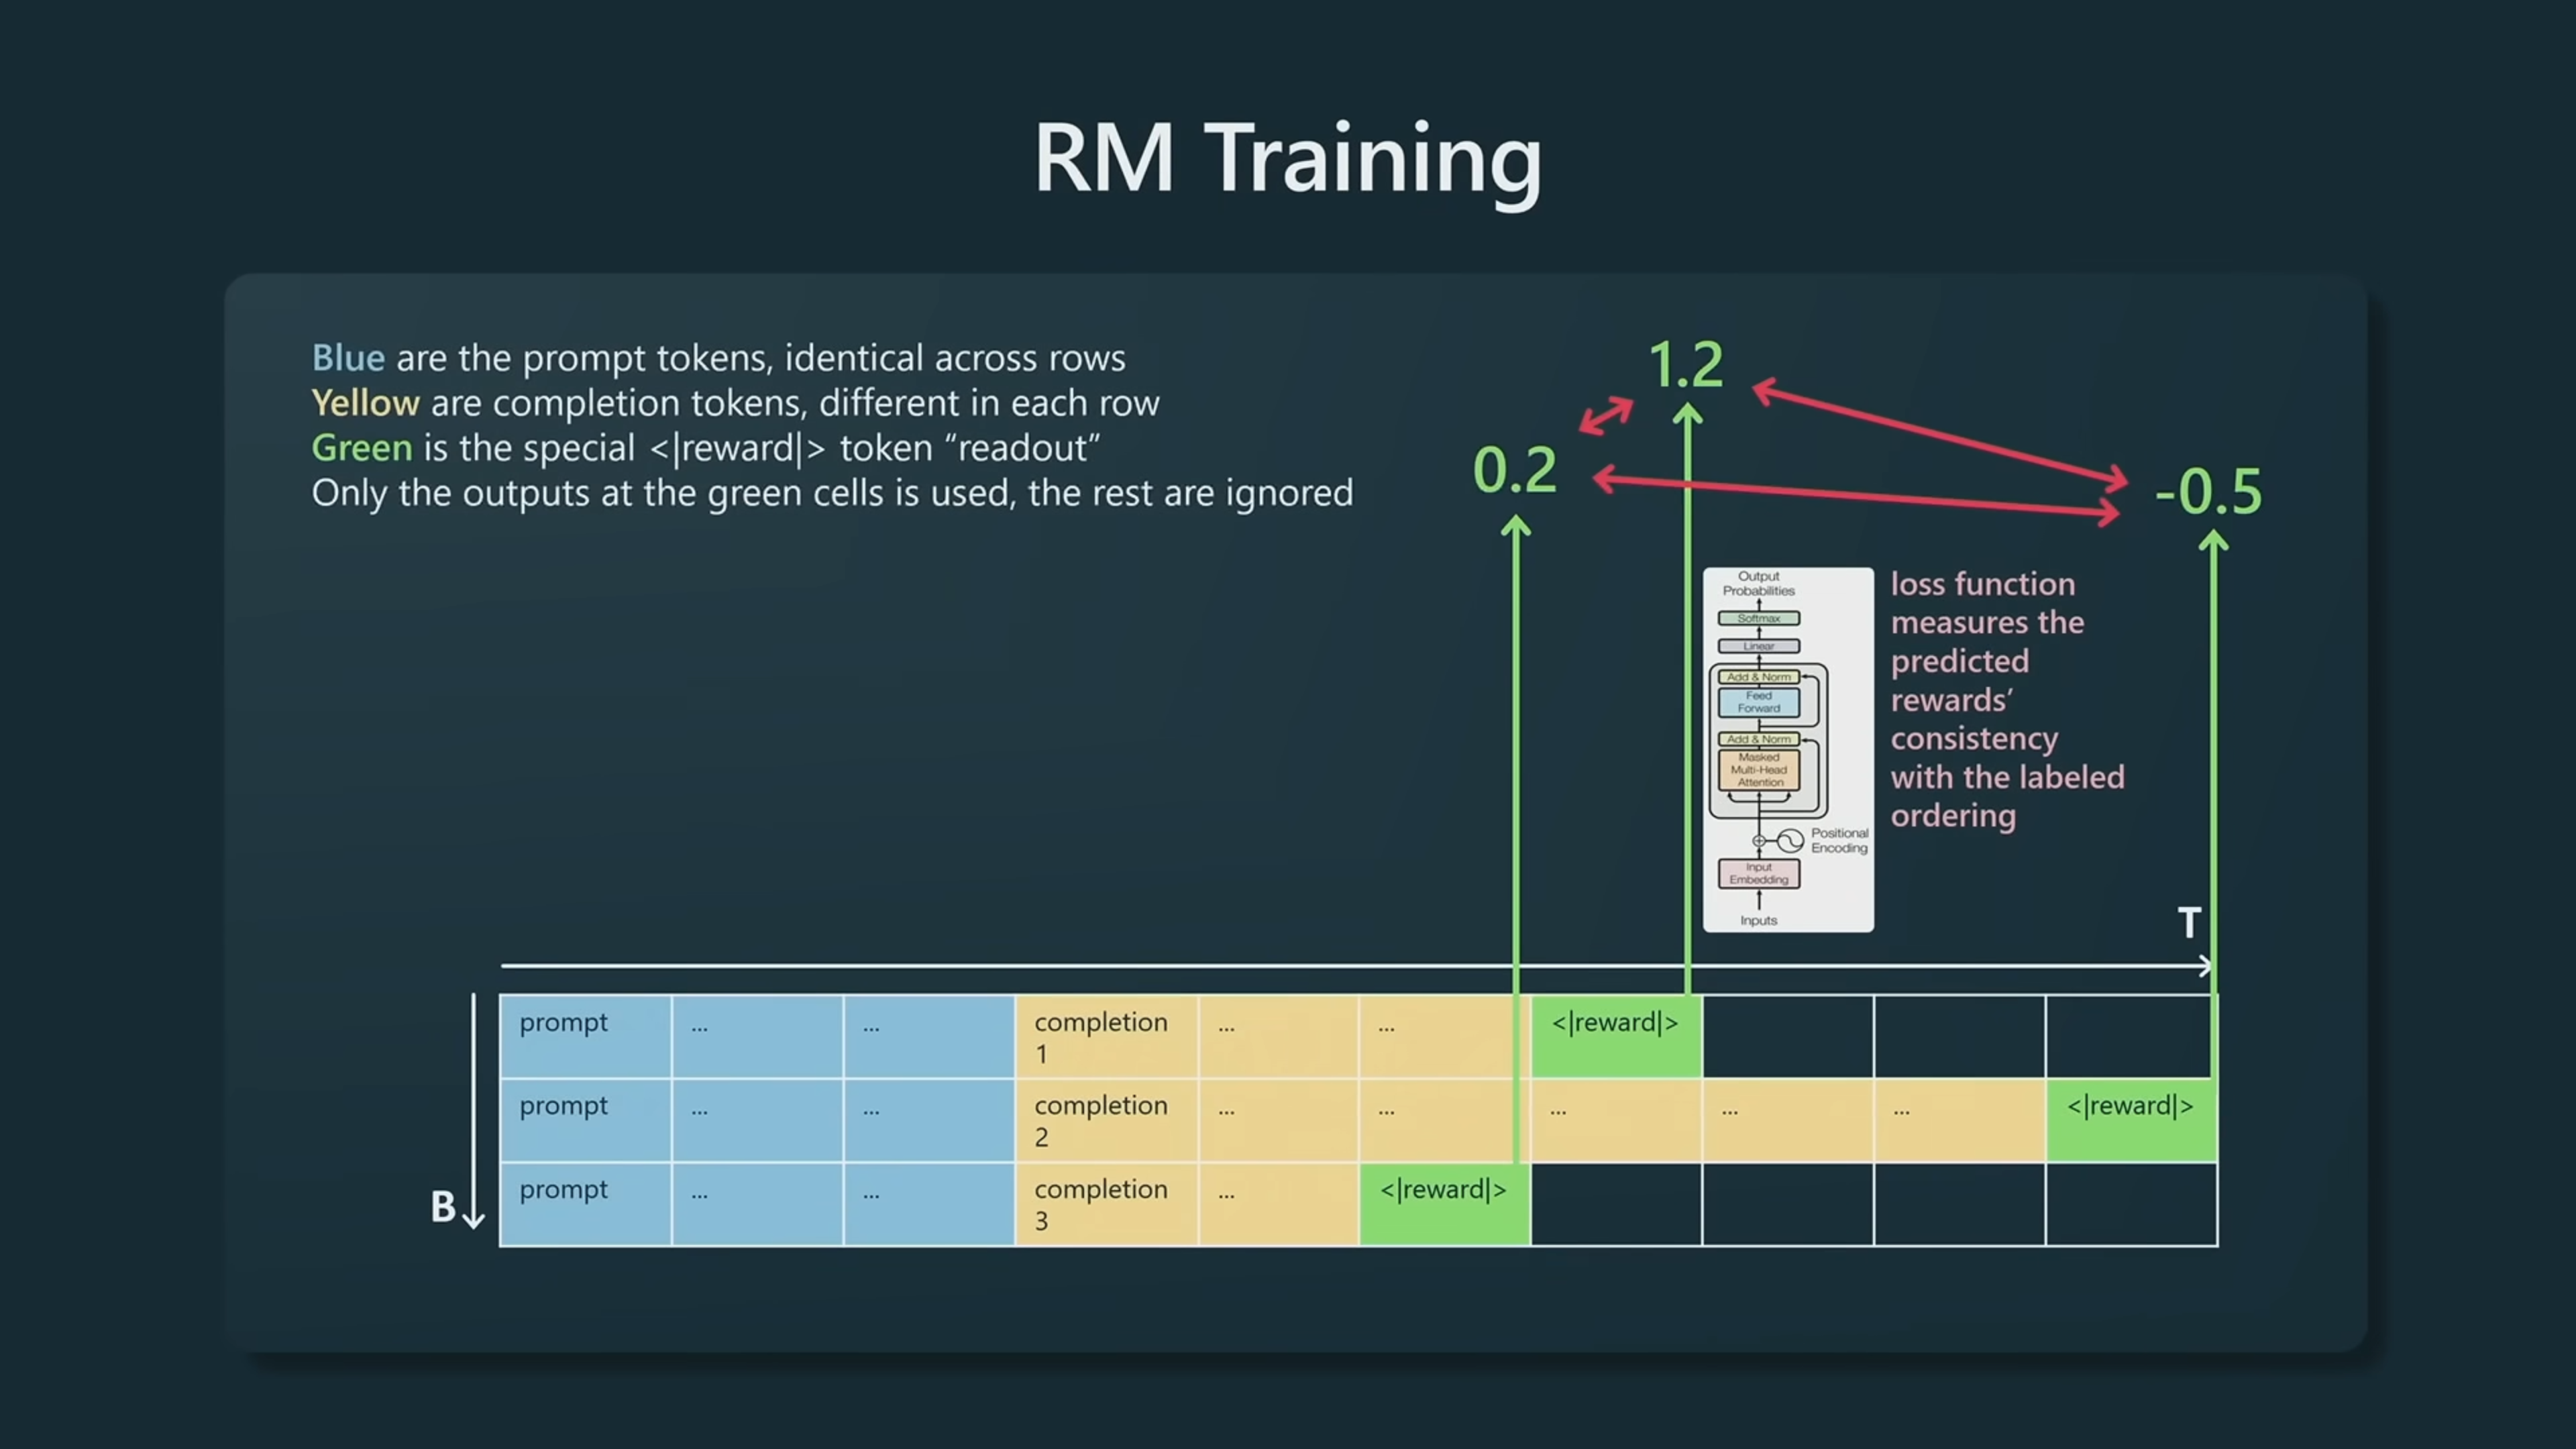 RM Training
Blue are the prompt tokens, identical across rows
Yellow are completion tokens, different in each row
Green is the special <|reward|> token “readout”
Only the outputs at the green cells is used, the rest are ignored
1.2
0.2
-0.5
Output
Probabilities
Softmax
Linear
Add & Norm
Feed
Forward
Add & Norm
Masked
Multi-Head
Attention
Positional
Encoding
Input
Embedding
Inputs
loss function
measures the
predicted
rewards’
consistency
with the labeled
ordering
T
B
prompt ... ... completion ... ... <|reward|>
1
prompt ... ... completion ... ... ... ... ... <|reward|>
2
prompt ... ... completion ... <|reward|>
3